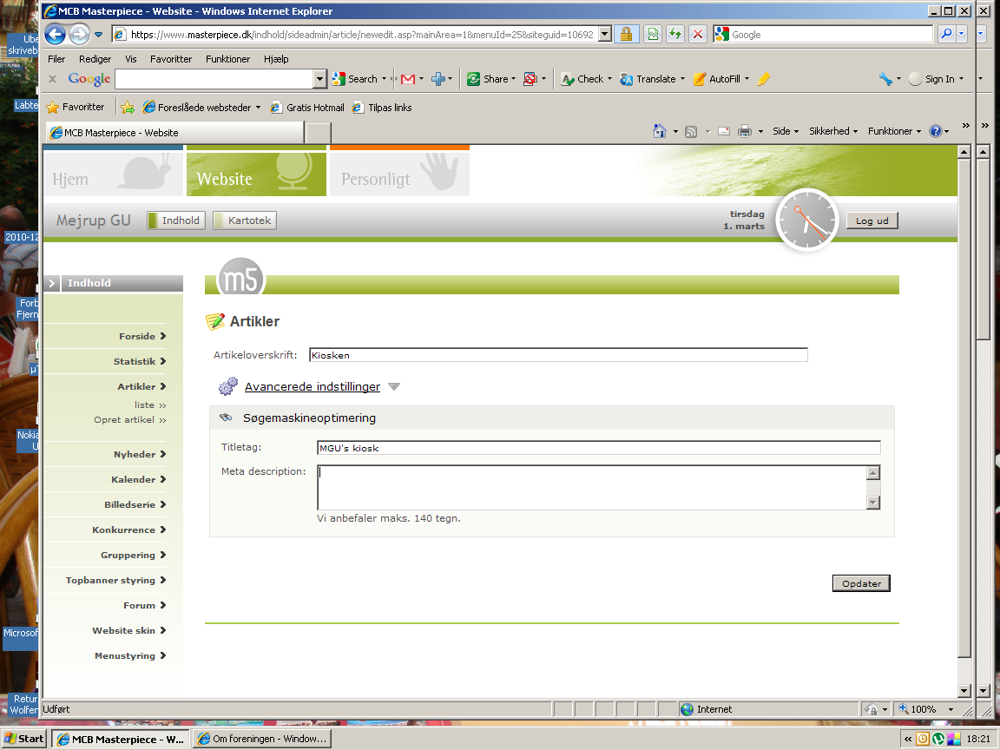 MCB Masterpiece - Website - Windows Internet Explorer
https://www.masterpiece.dk/indhold/sideadmin/article/newedit.asp?mainArea=1&menuId=25&siteguid=10692
Google
Filer Rediger Vis Favoritter Funktioner Hjælp
x Google Search Share Check Translate AutoFill Sign In
Favoritter Foreslåede websteder Gratis Hotmail Tilpas links
MCB Masterpiece - Website
Side Sikkerhed Funktioner
Hjem
Website
Personligt
Mejrup GU
Indhold
Kartotek
tirsdag
1. marts
Log ud
Indhold
m5
Artikler
Artikeloverskrift: Kiosken
Avancerede indstillinger
Søgemaskineoptimering
Titletag: MGU's kiosk
Meta description:
Vi anbefaler maks. 140 tegn.
Opdater
Forside
Statistik
Artikler
liste ››
Opret artikel ››
Nyheder
Kalender
Billedserie
Konkurrence
Gruppering
Topbanner styring
Forum
Website skin
Menustyring
Udført
Internet
100%
Ube
skriveb
Labte
2010-12
Forb
Fjern
Nokia
Microsof
Retur
Wolfer
Start
MCB Masterpiece - W...
Om foreningen - Window...
18:21